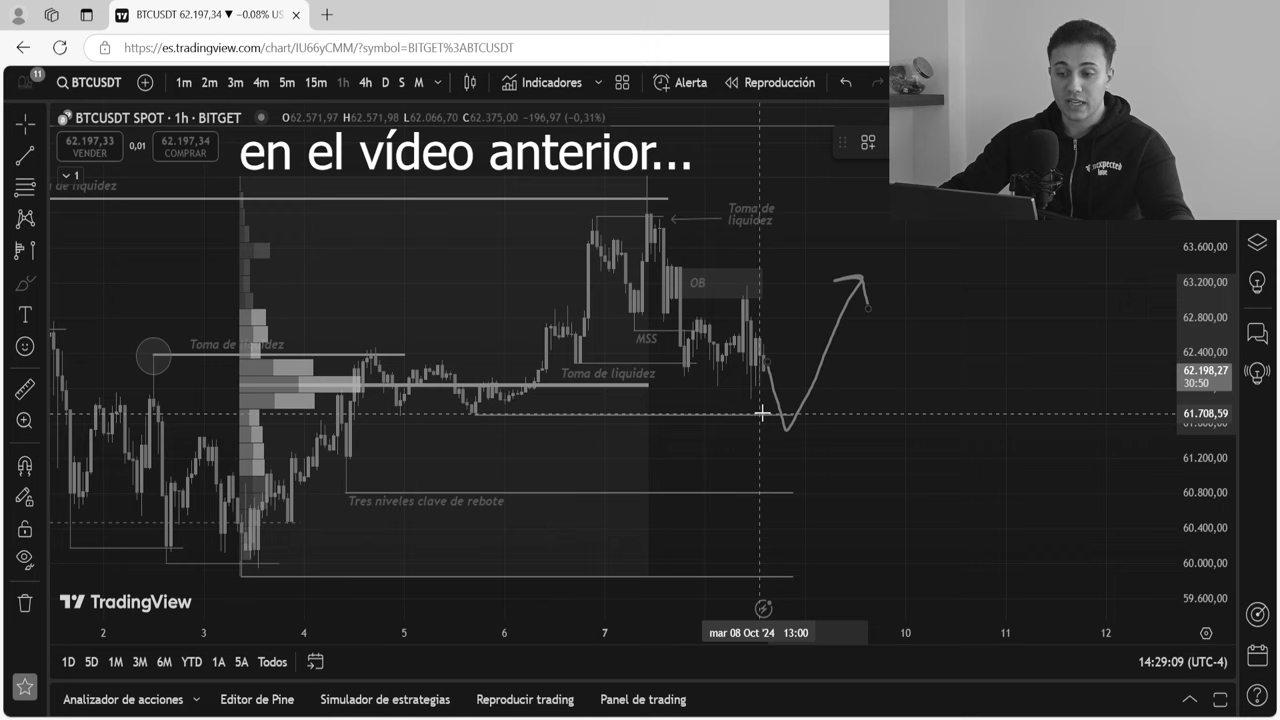 BTCUSDT 62.197,34 ▼ −0.08% US
https://es.tradingview.com/chart/IU66yCMM/?symbol=BITGET%3ABTCUSDT
11
BTCUSDT
1m 2m 3m 4m 5m 15m 1h 4h D S M
Indicadores
Alerta
Reproducción
BTCUSDT SPOT · 1h · BITGET
O62.571,97 H62.571,98 L62.066,70 C62.375,00 −196,97 (−0,31%)
62.197,33
VENDER
0,01
62.197,34
COMPRAR
en el vídeo anterior...
1
a de liquidez
Toma de
liquidez
OB
MSS
Toma de liquidez
Toma de liquidez
Tres niveles clave de rebote
63.600,00
63.200,00
62.800,00
62.400,00
62.198,27
30:50
61.708,59
61.200,00
60.800,00
60.400,00
60.000,00
59.600,00
Unexpected
love
TradingView
2 3 4 5 6 7 mar 08 Oct '24 13:00 10 11 12
1D 5D 1M 3M 6M YTD 1A 5A Todos
14:29:09 (UTC-4)
Analizador de acciones
Editor de Pine
Simulador de estrategias
Reproducir trading
Panel de trading